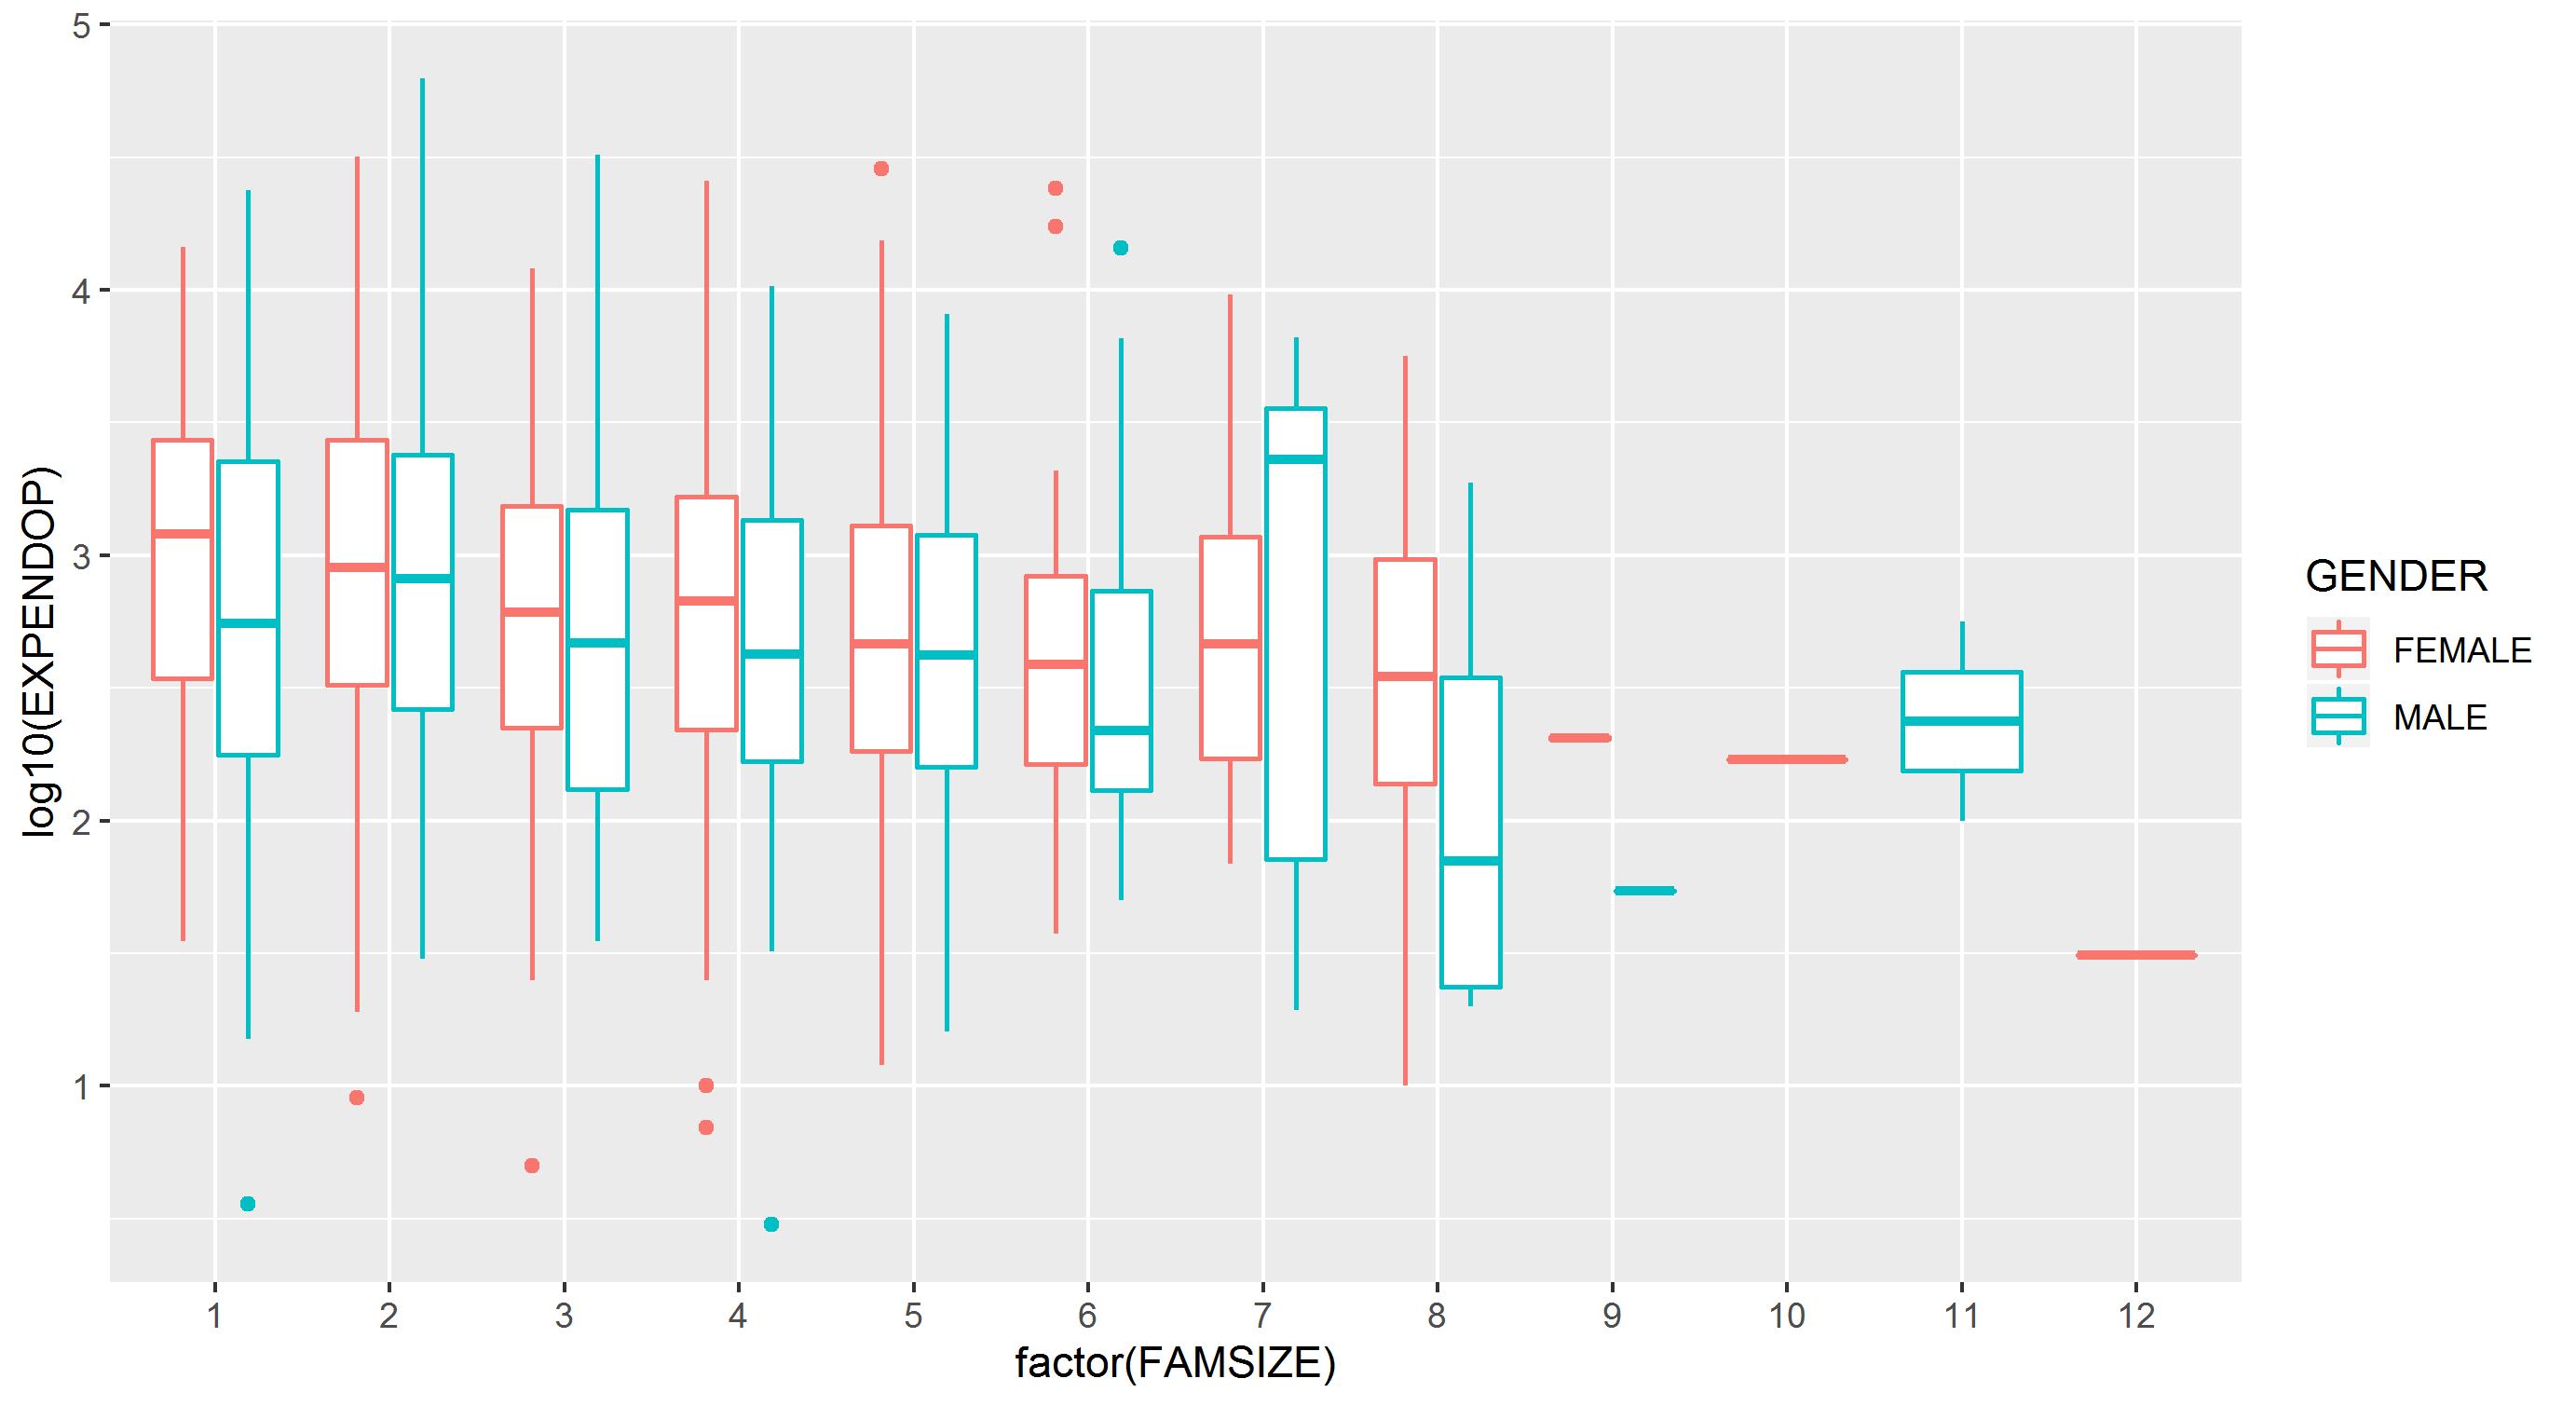 5
4
3
2
1
log10(EXPENDOP)
1 2 3 4 5 6 7 8 9 10 11 12
factor(FAMSIZE)
GENDER
FEMALE
MALE